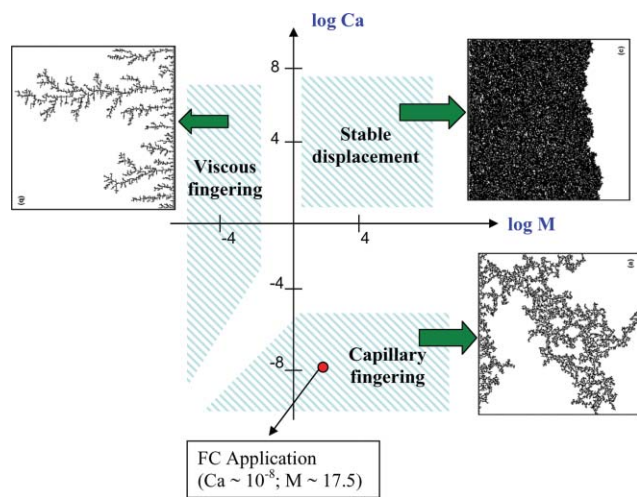 log Ca
8
4
Viscous
fingering
Stable
displacement
log M
-4
4
-4
-8
Capillary
fingering
FC Application
(Ca ~ 10⁻⁸; M ~ 17.5)